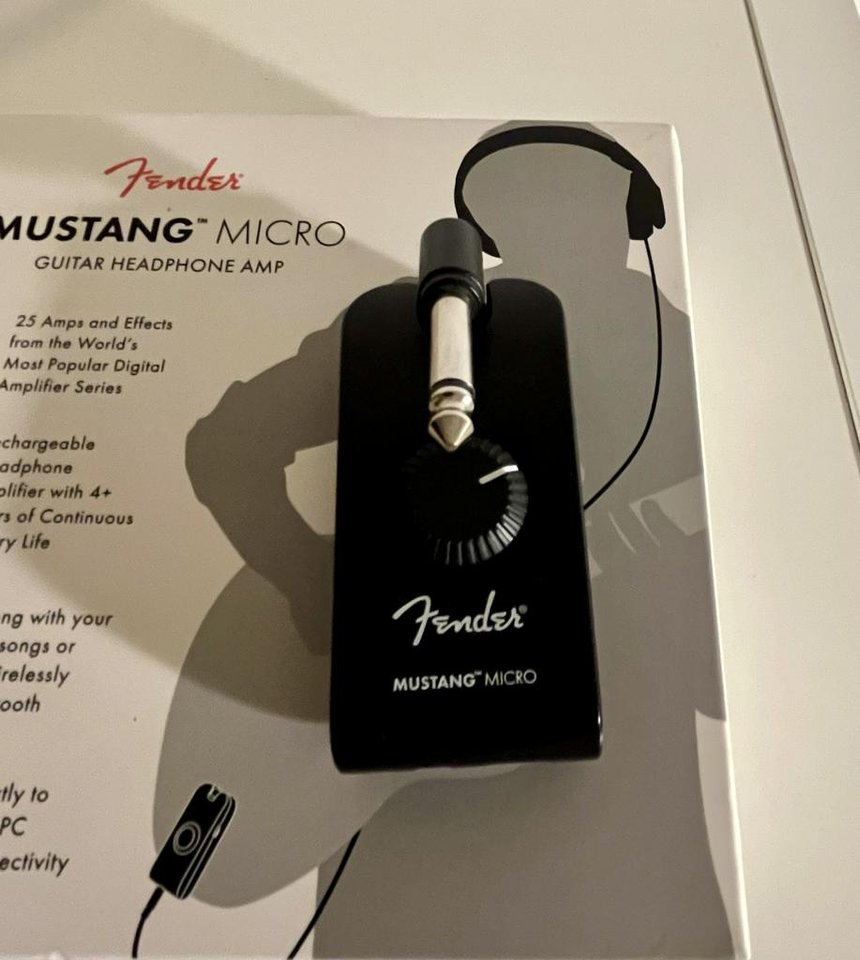 Fender
MUSTANG™ MICRO
GUITAR HEADPHONE AMP
25 Amps and Effects
from the World's
Most Popular Digital
Amplifier Series
echargeable
adphone
plifier with 4+
rs of Continuous
ry Life
ng with your
songs or
irelessly
ooth
tly to
PC
ectivity
Fender®
MUSTANG™ MICRO